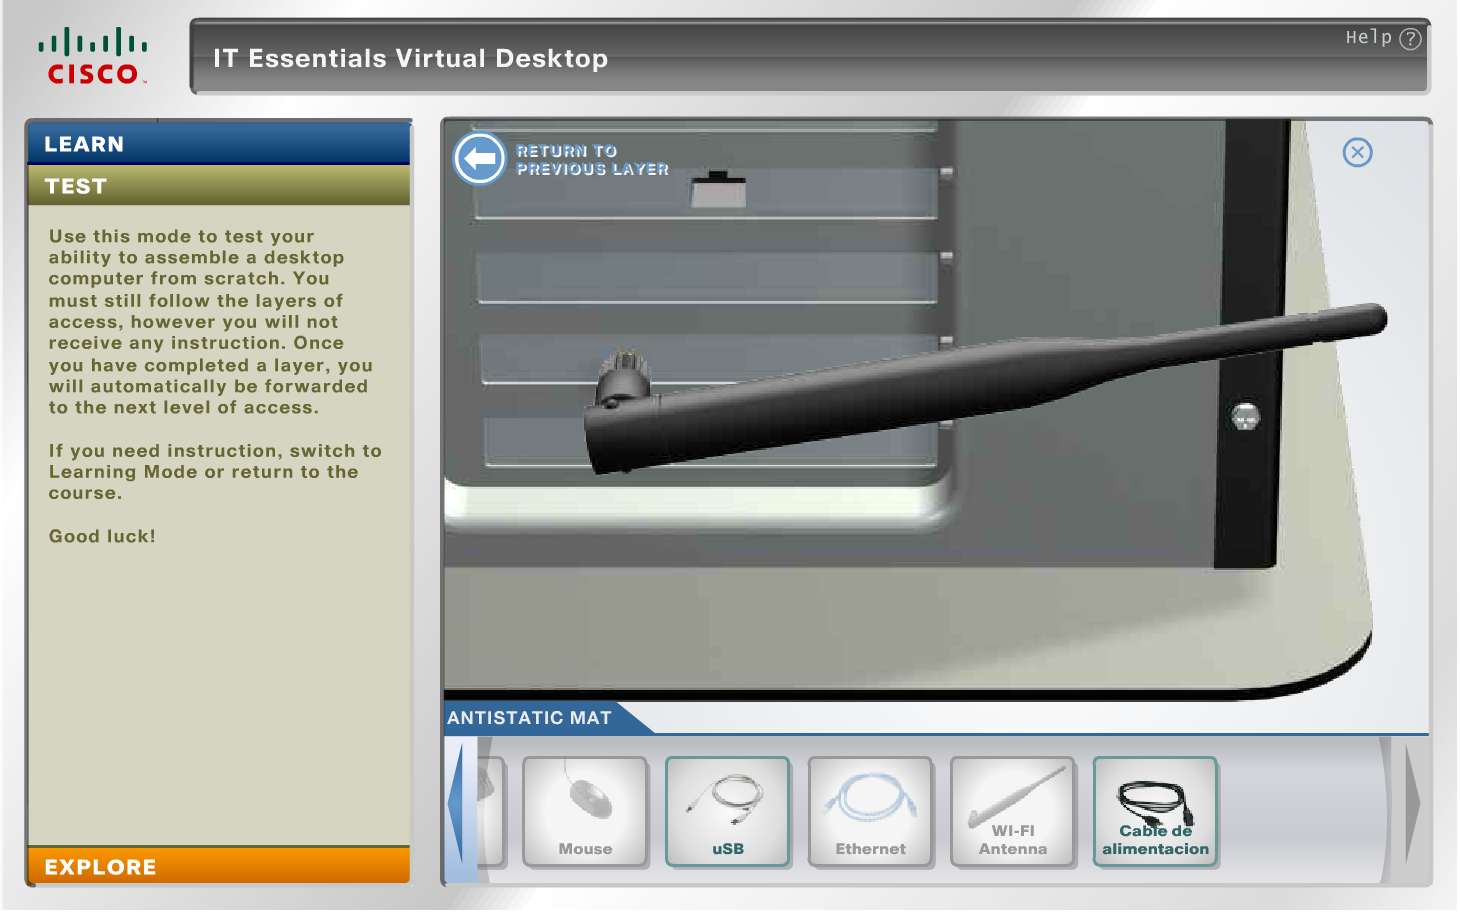 CISCO
IT Essentials Virtual Desktop
Help ?
LEARN
TEST
Use this mode to test your
ability to assemble a desktop
computer from scratch. You
must still follow the layers of
access, however you will not
receive any instruction. Once
you have completed a layer, you
will automatically be forwarded
to the next level of access.
If you need instruction, switch to
Learning Mode or return to the
course.
Good luck!
EXPLORE
RETURN TO
PREVIOUS LAYER
ANTISTATIC MAT
Mouse
uSB
Ethernet
WI-FI
Antenna
Cable de
alimentacion